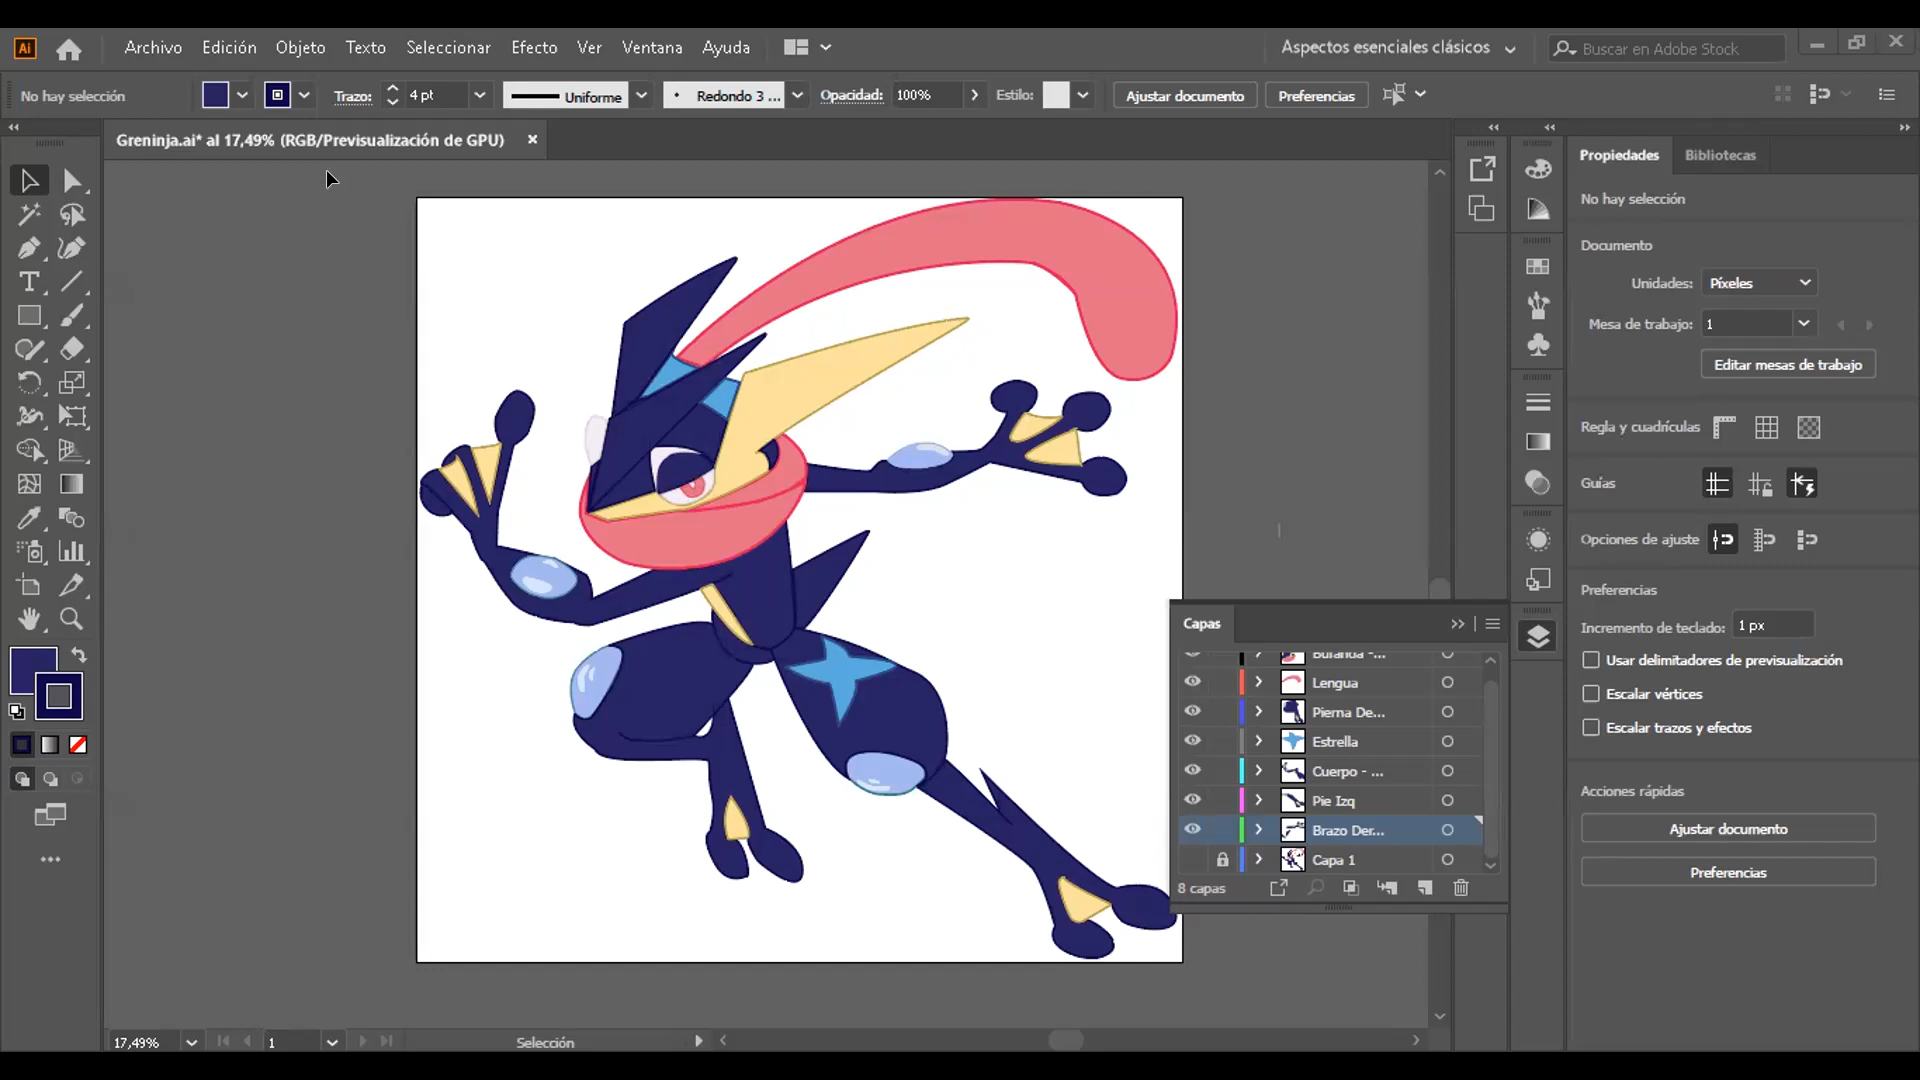 Ai Archivo Edición Objeto Texto Seleccionar Efecto Ver Ventana Ayuda Aspectos esenciales clásicos Buscar en Adobe Stock
No hay selección Trazo: 4 pt Uniforme Redondo 3 ... Opacidad: 100% Estilo: Ajustar documento Preferencias
Greninja.ai* al 17,49% (RGB/Previsualización de GPU)
Propiedades Bibliotecas
No hay selección
Documento
Unidades: Píxeles
Mesa de trabajo: 1
Editar mesas de trabajo
Regla y cuadrículas
Guías
Opciones de ajuste
Preferencias
Incremento de teclado: 1 px
Usar delimitadores de previsualización
Escalar vértices
Escalar trazos y efectos
Acciones rápidas
Ajustar documento
Preferencias
Capas
Lengua
Pierna De...
Estrella
Cuerpo - ...
Pie Izq
Brazo Der...
Capa 1
8 capas
17,49% 1 Selección